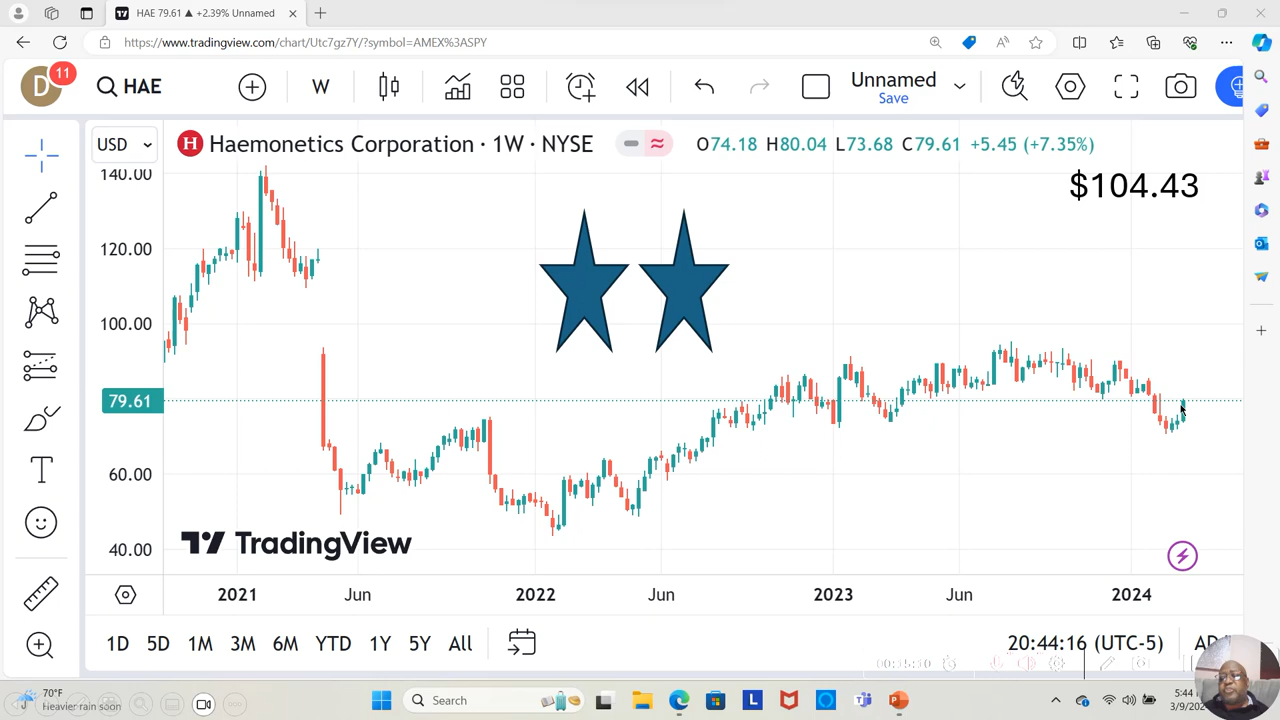 HAE 79.61 ▲ +2.39% Unnamed
https://www.tradingview.com/chart/Utc7gz7Y/?symbol=AMEX%3ASPY
D
11
HAE
W
Unnamed
Save
USD
H
Haemonetics Corporation · 1W · NYSE
O74.18 H80.04 L73.68 C79.61 +5.45 (+7.35%)
$104.43
140.00
120.00
100.00
79.61
60.00
40.00
TradingView
2021
Jun
2022
Jun
2023
Jun
2024
1D 5D 1M 3M 6M YTD 1Y 5Y All
20:44:16 (UTC-5)
70°F
Heavier rain soon
Search
5:44